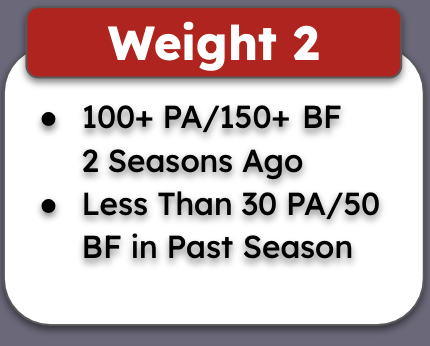 Weight 2
● 100+ PA/150+ BF
2 Seasons Ago
● Less Than 30 PA/50
BF in Past Season